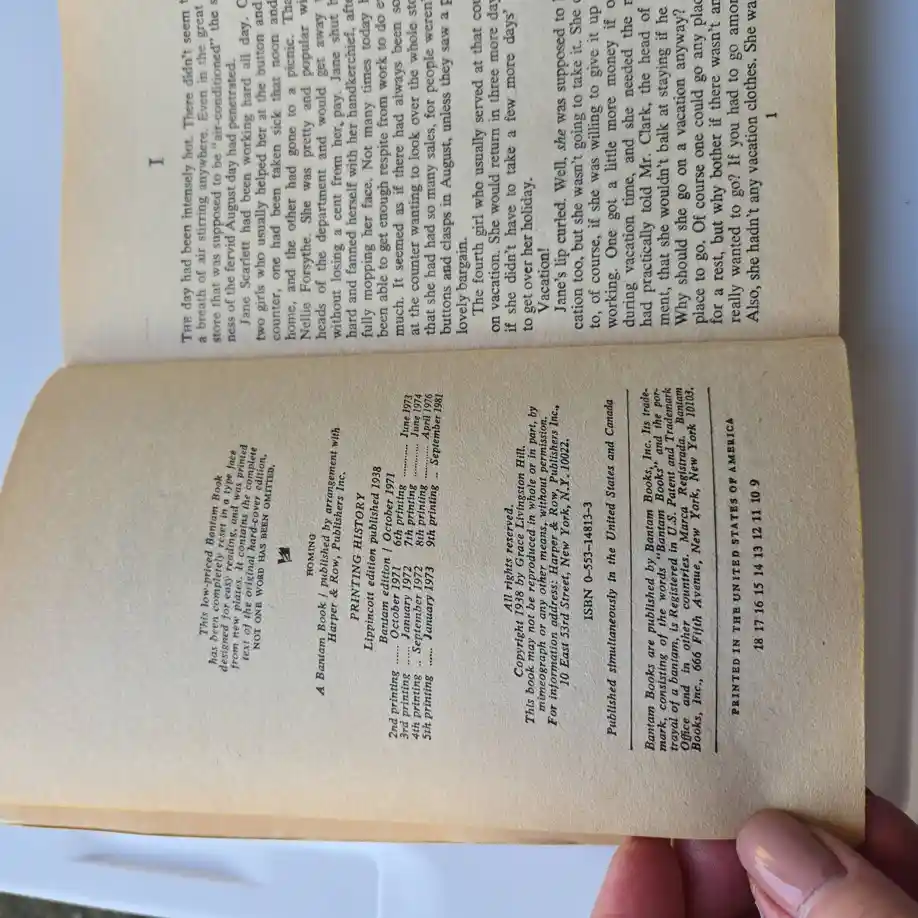 This low-priced Bantam Book
has been completely reset in a type face
designed for easy reading, and was printed
from new plates. It contains the complete
text of the original hard-cover edition.
NOT ONE WORD HAS BEEN OMITTED.
HOMING
A Bantam Book / published by arrangement with
Harper & Row, Publishers Inc.
PRINTING HISTORY
Lippincott edition published 1938
Bantam edition / October 1971
2nd printing ...... October 1971 6th printing ............ June 1973
3rd printing ...... January 1972 7th printing ............ June 1974
4th printing .. September 1972 8th printing ............ April 1976
5th printing ...... January 1973 9th printing .. September 1981
All rights reserved.
Copyright 1938 by Grace Livingston Hill.
This book may not be reproduced in whole or in part, by
mimeograph or any other means, without permission.
For information address: Harper & Row, Publishers Inc.,
10 East 53rd Street, New York, N.Y. 10022.
ISBN 0-553-14813-3
Published simultaneously in the United States and Canada
Bantam Books are published by Bantam Books, Inc. Its trade-
mark, consisting of the words "Bantam Books" and the por-
trayal of a bantam, is Registered in U.S. Patent and Trademark
Office and in other countries. Marca Registrada. Bantam
Books, Inc., 666 Fifth Avenue, New York, New York 10103.
PRINTED IN THE UNITED STATES OF AMERICA
18 17 16 15 14 13 12 11 10 9
I
THE day had been intensely hot. There didn't seem
a breath of air stirring anywhere. Even in the great
store that was supposed to be "air-conditioned" the
ness of the fervid August day had penetrated.
Jane Scarlett had been working hard all day.
two girls who usually helped her at the button and
counter, one had been taken sick that noon and
home, and the other had gone to a picnic.
Nellie Forsythe. She was pretty and popular
heads of the department and would get away
without losing a cent from her pay. Jane shut
hard and fanned herself with her handkerchief,
fully mopping her face. Not many times today
been able to get enough respite from work to do
much. It seemed as if there had always been
at the counter wanting to look over the whole
that she had had so many sales, for people weren'
buttons and clasps in August, unless they saw a
lovely bargain.
The fourth girl who usually served at that
on vacation. She would return in three more
if she didn't have to take a few more days'
to get over her holiday.
Vacation!
Jane's lip curled. Well, she was supposed to
cation too, but she wasn't going to take it. She
to, of course, if she was willing to give it up
working. One got a little more money if
during vacation time, and she needed the
had practically told Mr. Clark, the head of
ment, that she wouldn't balk at staying if he
Why should she go on a vacation anyway?
place to go. Of course one could go any
for a rest, but why bother if there wasn't
really wanted to go? If you had to go
Also, she hadn't any vacation clothes. She
1